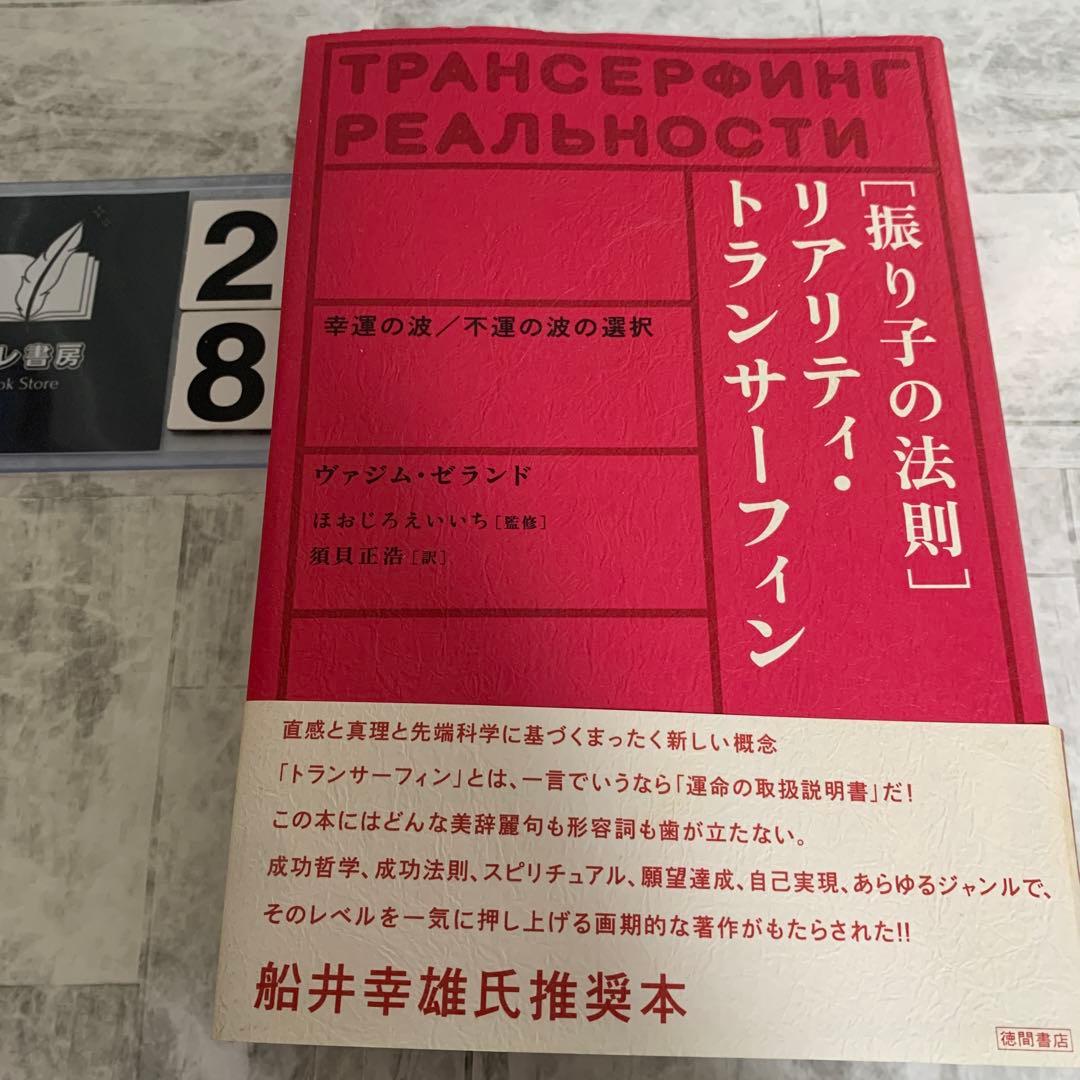 ТРАНСЕРФИНГ
РЕАЛЬНОСТИ
[振り子の法則]
リアリティ・
トランサーフィン
幸運の波／不運の波の選択
ヴァジム・ゼランド
ほおじろえいいち[監修]
須貝正浩[訳]
直感と真理と先端科学に基づくまったく新しい概念
「トランサーフィン」とは、一言でいうなら「運命の取扱説明書」だ!
この本にはどんな美辞麗句も形容詞も歯が立たない。
成功哲学、成功法則、スピリチュアル、願望達成、自己実現、あらゆるジャンルで、
そのレベルを一気に押し上げる画期的な著作がもたらされた!!
船井幸雄氏推奨本
徳間書店
2
8
レ書房
ok Store